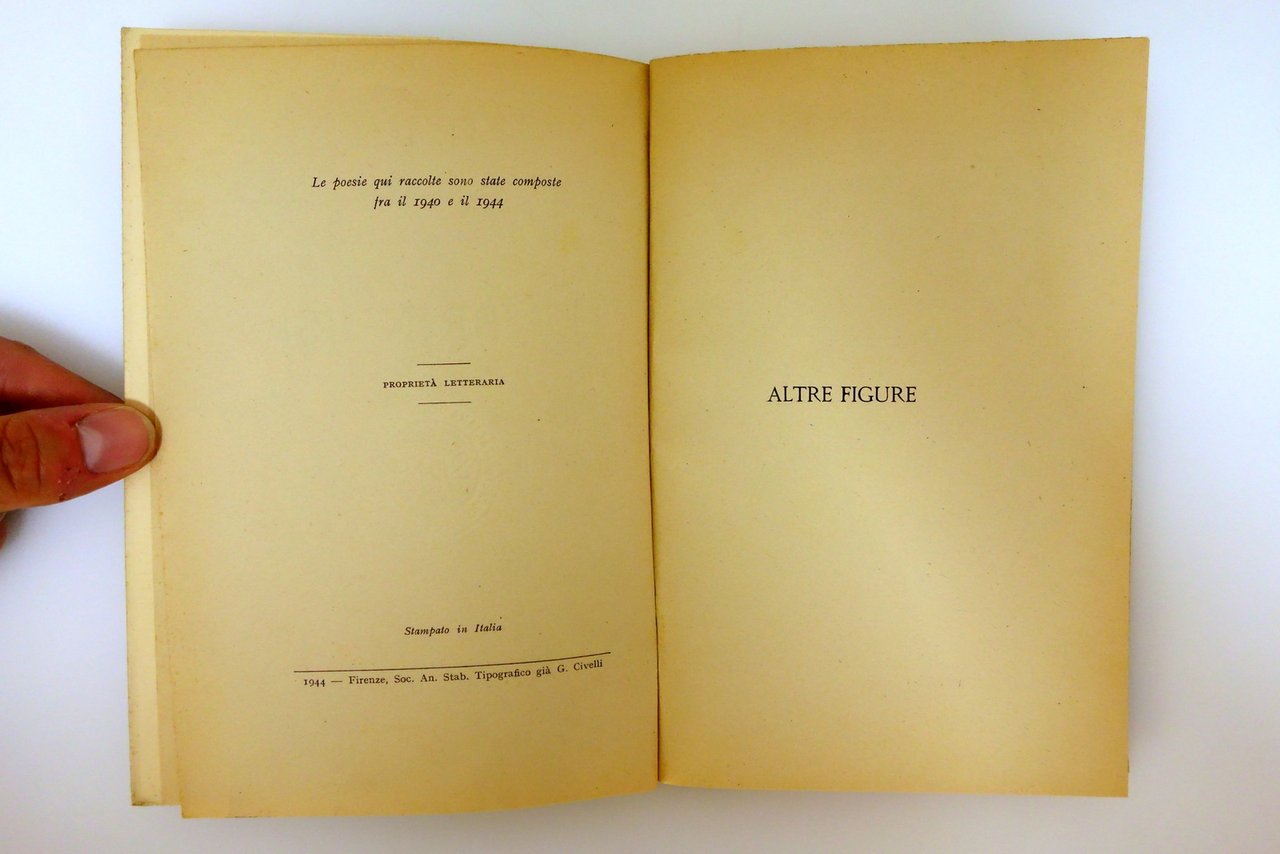 Le poesie qui raccolte sono state composte
fra il 1940 e il 1944
PROPRIETÀ LETTERARIA
Stampato in Italia
1944 — Firenze, Soc. An. Stab. Tipografico già G. Civelli
ALTRE FIGURE